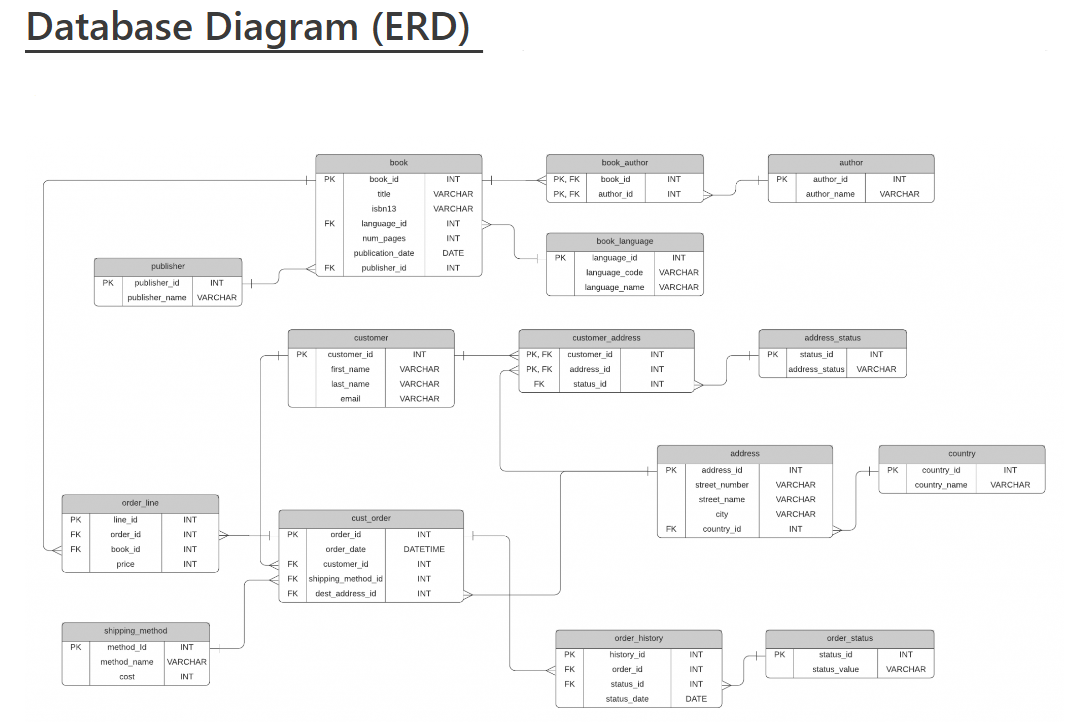 Database Diagram (ERD)
book
PK book_id INT
title VARCHAR
isbn13 VARCHAR
FK language_id INT
num_pages INT
publication_date DATE
FK publisher_id INT
book_author
PK, FK book_id INT
PK, FK author_id INT
author
PK author_id INT
author_name VARCHAR
book_language
PK language_id INT
language_code VARCHAR
language_name VARCHAR
publisher
PK publisher_id INT
publisher_name VARCHAR
customer
PK customer_id INT
first_name VARCHAR
last_name VARCHAR
email VARCHAR
customer_address
PK, FK customer_id INT
PK, FK address_id INT
FK status_id INT
address_status
PK status_id INT
address_status VARCHAR
address
PK address_id INT
street_number VARCHAR
street_name VARCHAR
city VARCHAR
FK country_id INT
country
PK country_id INT
country_name VARCHAR
order_line
PK line_id INT
FK order_id INT
FK book_id INT
price INT
cust_order
PK order_id INT
order_date DATETIME
FK customer_id INT
FK shipping_method_id INT
FK dest_address_id INT
shipping_method
PK method_Id INT
method_name VARCHAR
cost INT
order_history
PK history_id INT
FK order_id INT
FK status_id INT
status_date DATE
order_status
PK status_id INT
status_value VARCHAR